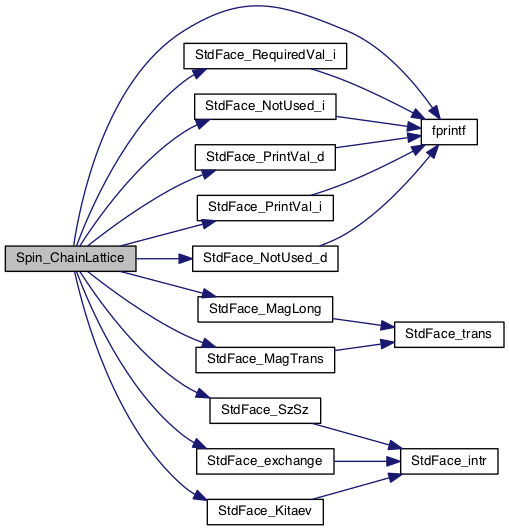 StdFace_RequiredVal_i
StdFace_NotUsed_i
fprintf
StdFace_PrintVal_d
StdFace_PrintVal_i
Spin_ChainLattice
StdFace_NotUsed_d
StdFace_MagLong
StdFace_trans
StdFace_MagTrans
StdFace_SzSz
StdFace_exchange
StdFace_intr
StdFace_Kitaev